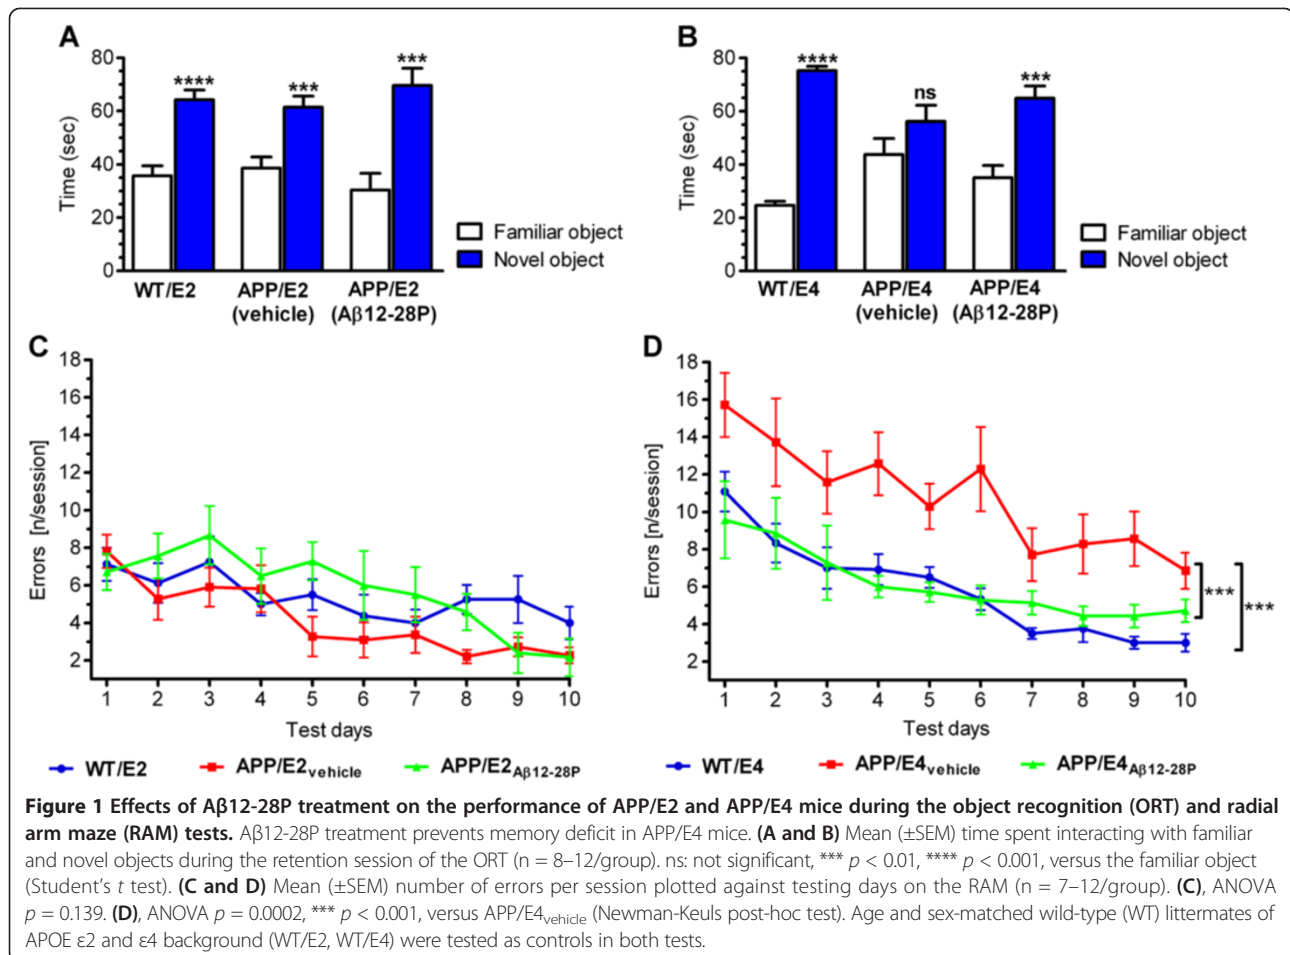 A
B
80
60
40
20
0
Time (sec)
****
***
***
WT/E2
APP/E2
(vehicle)
APP/E2
(Aβ12-28P)
Familiar object
Novel object
80
60
40
20
0
Time (sec)
****
ns
***
WT/E4
APP/E4
(vehicle)
APP/E4
(Aβ12-28P)
Familiar object
Novel object
C
18
16
14
12
10
8
6
4
2
Errors [n/session]
1 2 3 4 5 6 7 8 9 10
Test days
WT/E2 APP/E2vehicle APP/E2Aβ12-28P
D
18
16
14
12
10
8
6
4
2
Errors [n/session]
***
***
1 2 3 4 5 6 7 8 9 10
Test days
WT/E4 APP/E4vehicle APP/E4Aβ12-28P
Figure 1 Effects of Aβ12-28P treatment on the performance of APP/E2 and APP/E4 mice during the object recognition (ORT) and radial
arm maze (RAM) tests. Aβ12-28P treatment prevents memory deficit in APP/E4 mice. (A and B) Mean (±SEM) time spent interacting with familiar
and novel objects during the retention session of the ORT (n = 8–12/group). ns: not significant, *** p < 0.01, **** p < 0.001, versus the familiar object
(Student's t test). (C and D) Mean (±SEM) number of errors per session plotted against testing days on the RAM (n = 7–12/group). (C), ANOVA
p = 0.139. (D), ANOVA p = 0.0002, *** p < 0.001, versus APP/E4vehicle (Newman-Keuls post-hoc test). Age and sex-matched wild-type (WT) littermates of
APOE ε2 and ε4 background (WT/E2, WT/E4) were tested as controls in both tests.